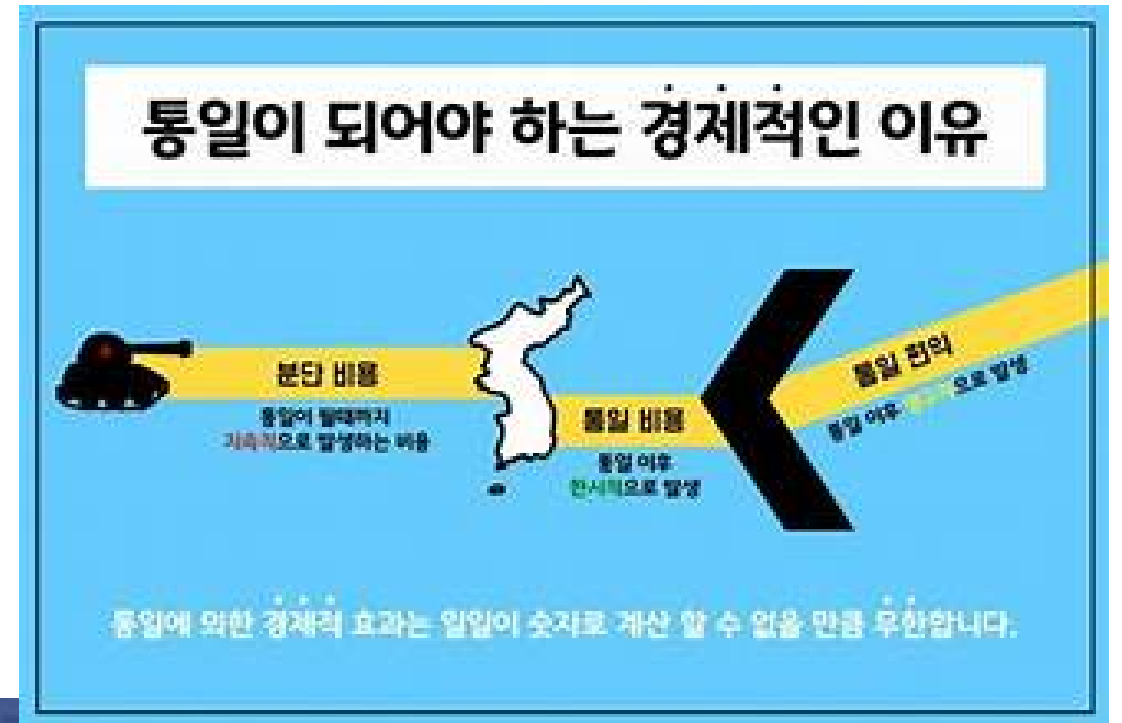 통일이 되어야 하는 경제적인 이유
분단 비용
통일이 될때까지
지속적으로 발생하는 비용
통일 비용
통일 이후
한시적으로 발생
통일 편익
통일 이후 으로 발생
통일에 의한 경제적 효과는 일일이 숫자로 계산 할 수 없을 만큼 무한합니다.